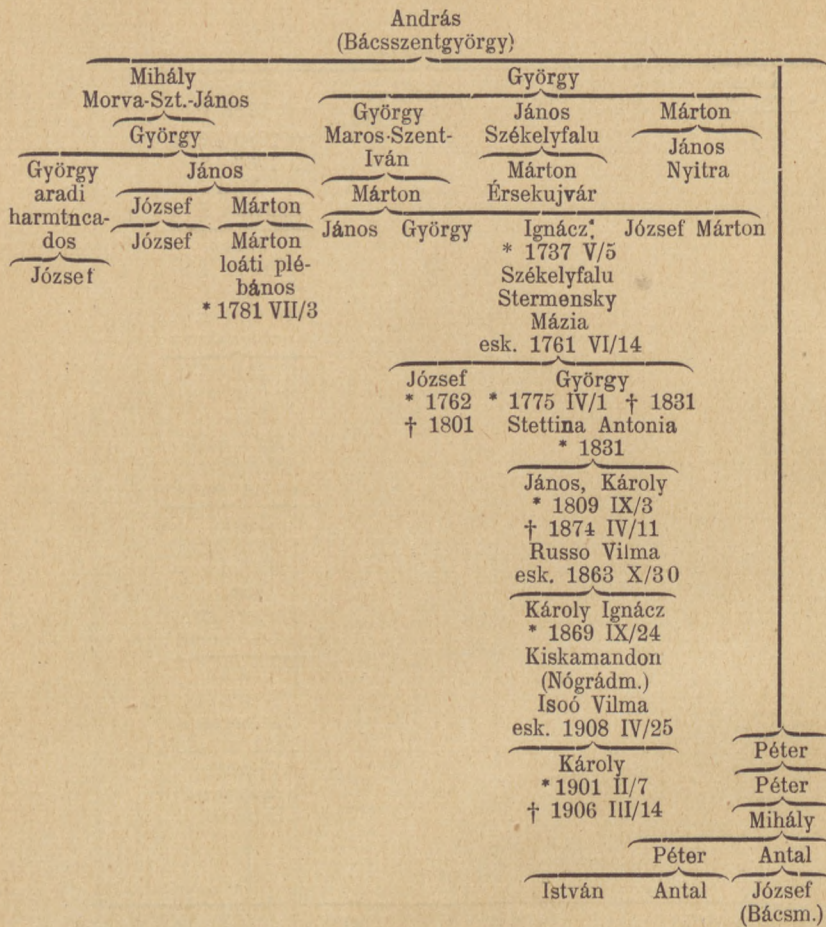 András
(Bácsszentgyörgy)
Mihály
Morva-Szt.-János
György
György
György
aradi
harmtnca-
dos
József
János
József
József
Márton
Márton
loáti plé-
bános
* 1781 VII/3
György
Maros-Szent-
Iván
Márton
János
György
János
Székelyfalu
Márton
Érsekujvár
Márton
János
Nyitra
Ignácz
* 1737 V/5
Székelyfalu
Stermensky
Mázia
esk. 1761 VI/14
József Márton
József
* 1762
† 1801
György
* 1775 IV/1 † 1831
Stettina Antonia
* 1831
János, Károly
* 1809 IX/3
† 1874 IV/11
Russo Vilma
esk. 1863 X/30
Károly Ignácz
* 1869 IX/24
Kiskamandon
(Nógrádm.)
Isoó Vilma
esk. 1908 IV/25
Károly
* 1901 II/7
† 1906 III/14
Péter
Péter
Mihály
Péter
Antal
István
Antal
József
(Bácsm.)